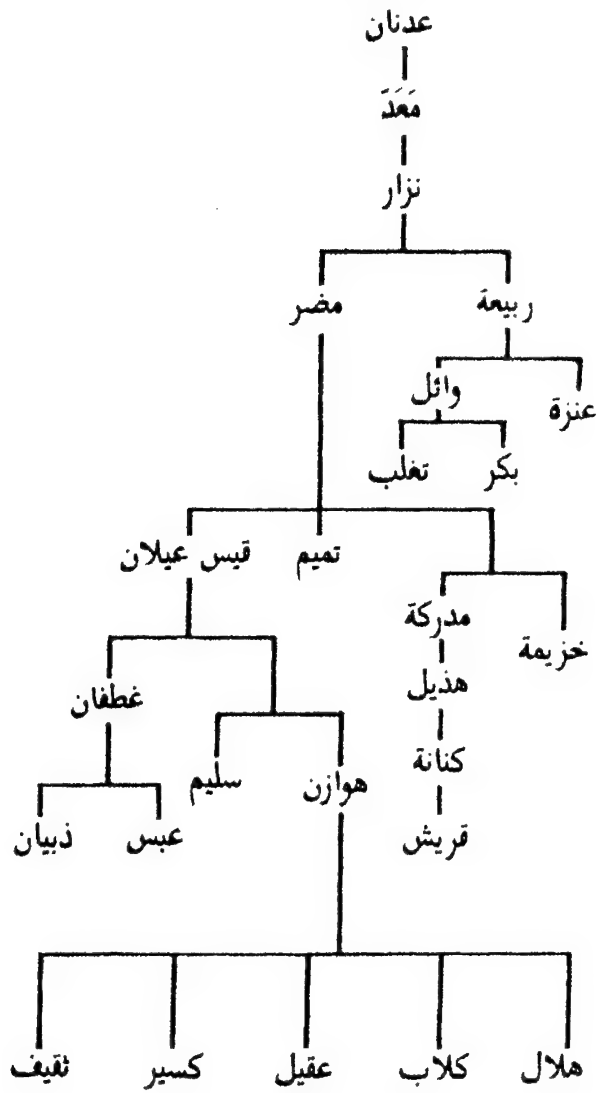 عدنان
مَعَدّ
نزار
ربيعة مضر
وائل عنزة
بكر تغلب
تميم قيس عيلان
مدركة خزيمة
هذيل غطفان
كنانة سليم هوازن
قريش عبس ذبيان
هلال كلاب عقيل كسير ثقيف